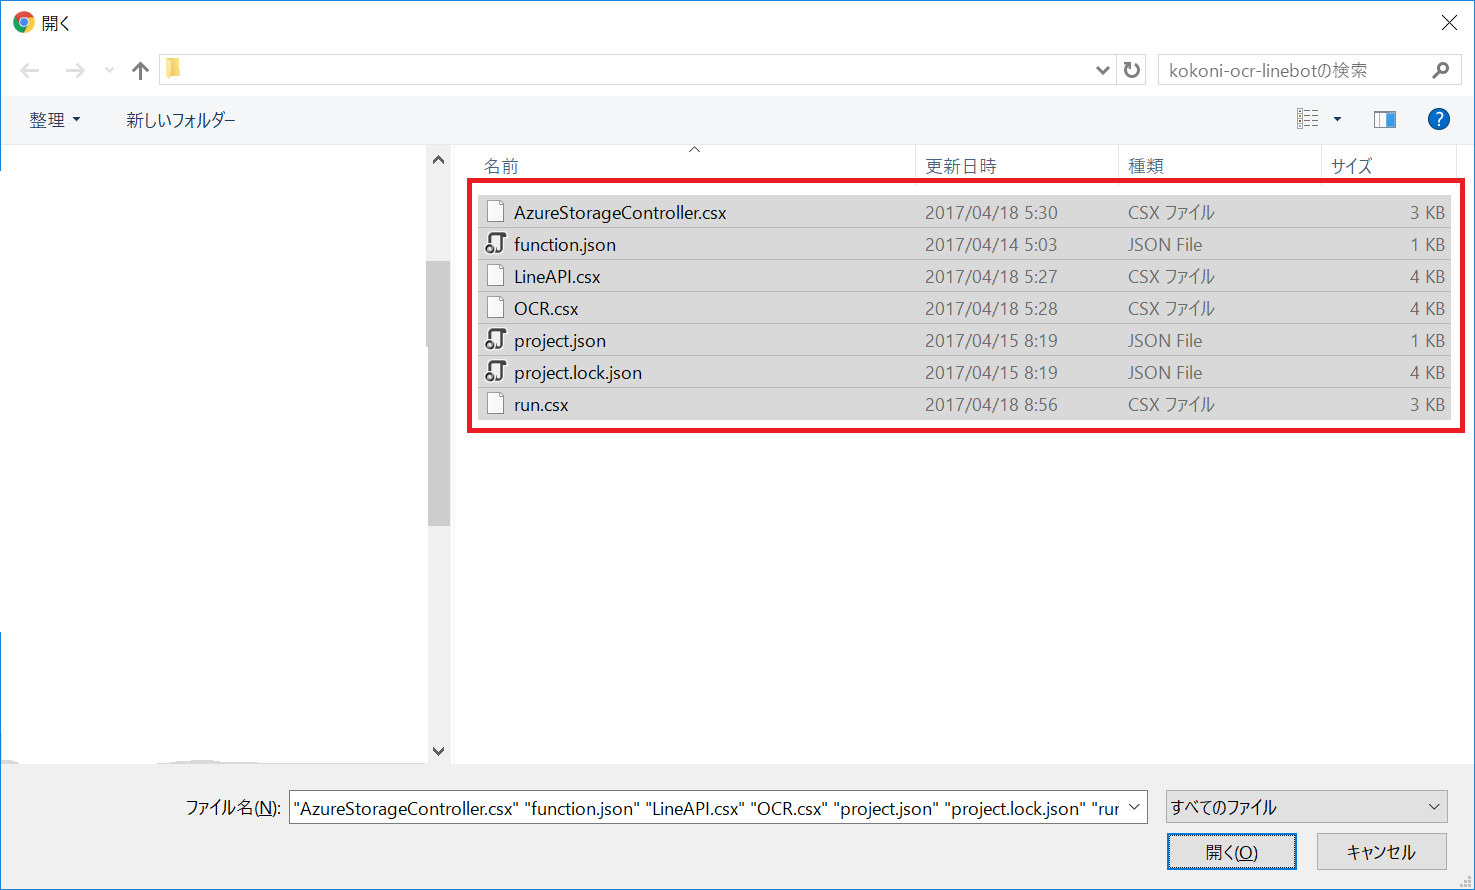 開く
kokoni-ocr-linebotの検索
整理 新しいフォルダー
名前 更新日時 種類 サイズ
AzureStorageController.csx 2017/04/18 5:30 CSX ファイル 3 KB
function.json 2017/04/14 5:03 JSON File 1 KB
LineAPI.csx 2017/04/18 5:27 CSX ファイル 4 KB
OCR.csx 2017/04/18 5:28 CSX ファイル 4 KB
project.json 2017/04/15 8:19 JSON File 1 KB
project.lock.json 2017/04/15 8:19 JSON File 4 KB
run.csx 2017/04/18 8:56 CSX ファイル 3 KB
ファイル名(N): "AzureStorageController.csx" "function.json" "LineAPI.csx" "OCR.csx" "project.json" "project.lock.json" "rur すべてのファイル
開く(O) キャンセル